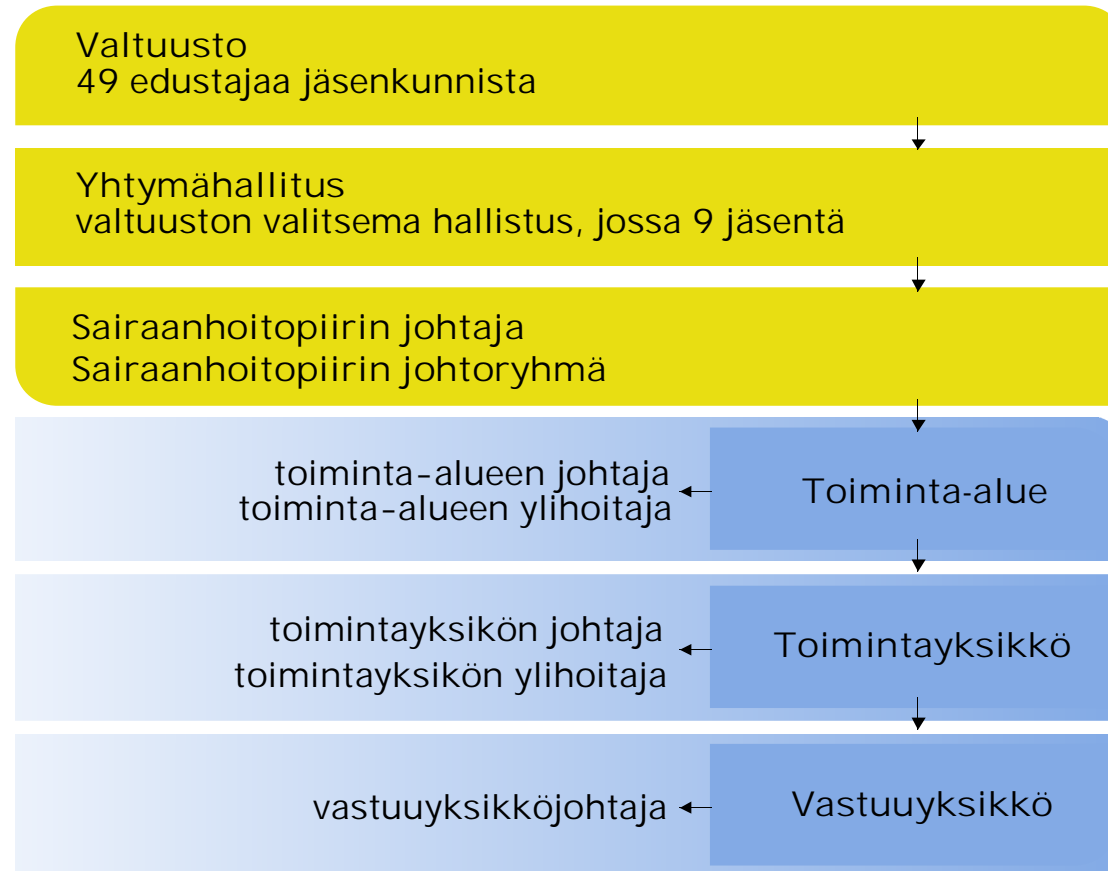 Valtuusto
49 edustajaa jäsenkunnista
Yhtymähallitus
valtuuston valitsema hallistus, jossa 9 jäsentä
Sairaanhoitopiirin johtaja
Sairaanhoitopiirin johtoryhmä
toiminta-alueen johtaja
toiminta-alueen ylihoitaja
Toiminta-alue
toimintayksikön johtaja
toimintayksikön ylihoitaja
Toimintayksikkö
vastuuyksikköjohtaja
Vastuuyksikkö